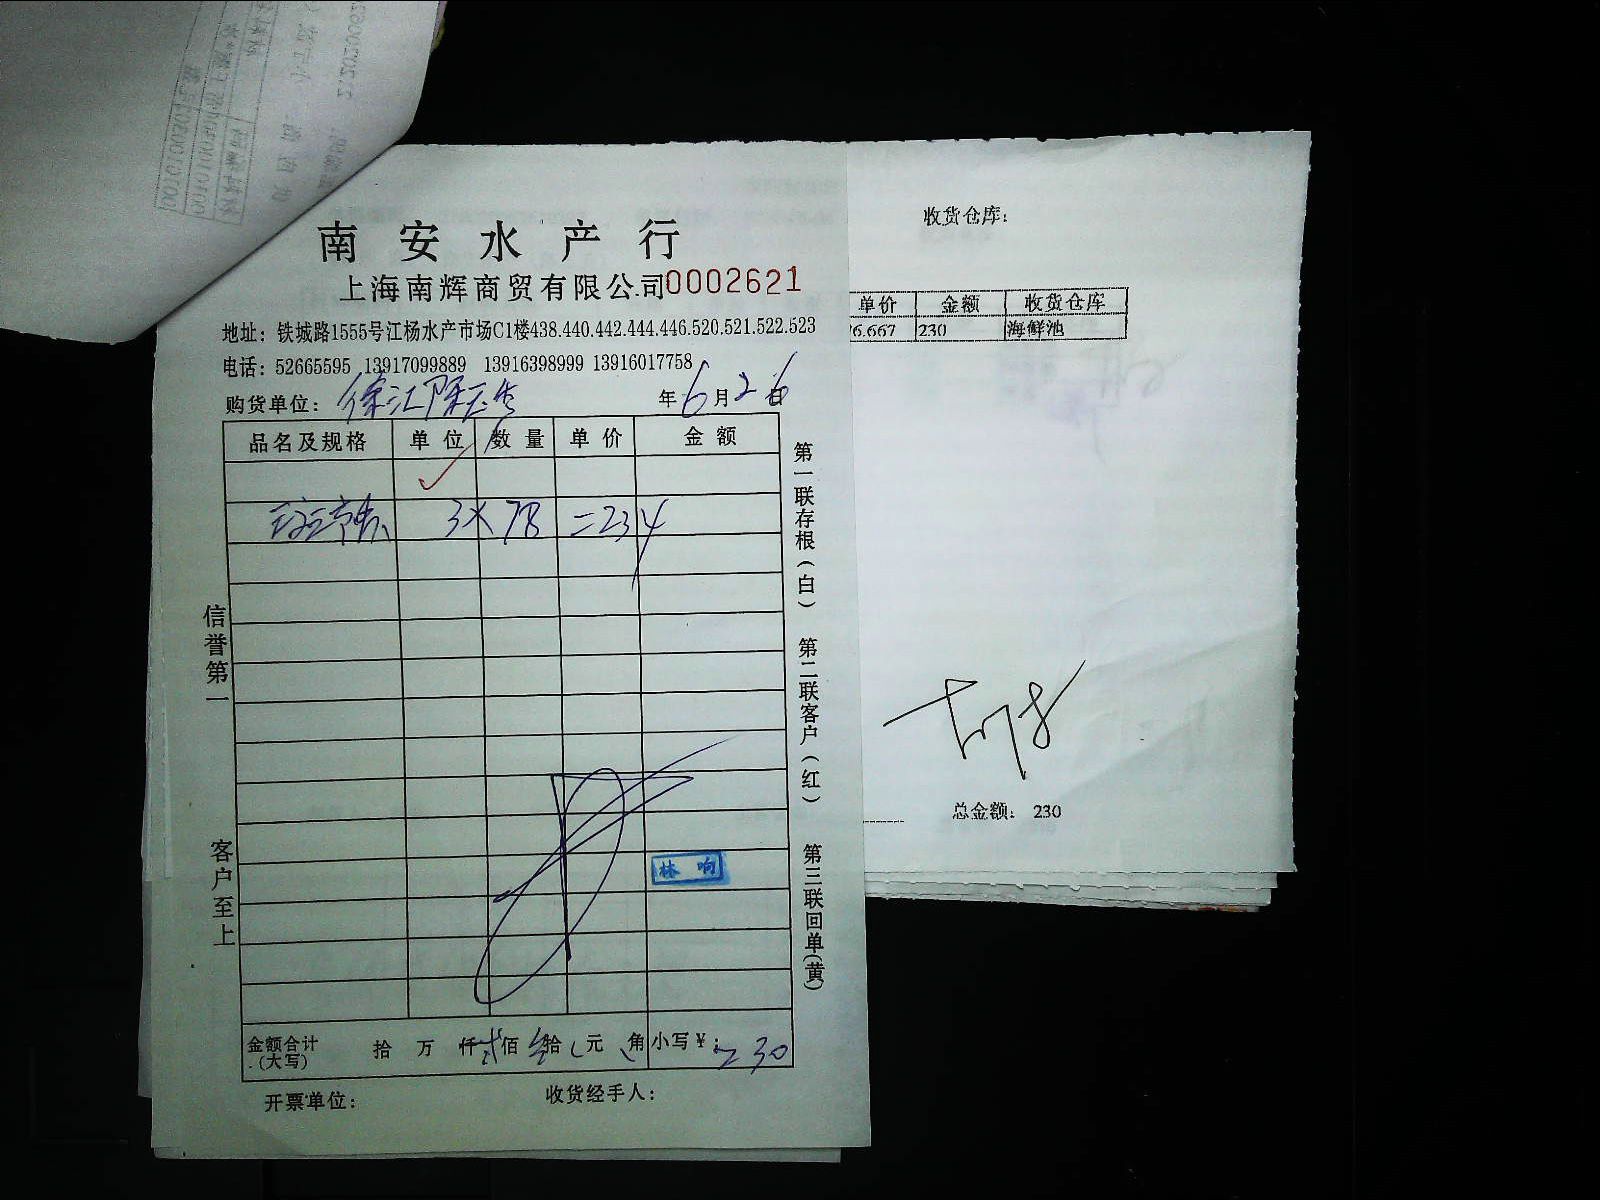 南安水产行
上海南辉商贸有限公司 0002621
地址：铁城路1555号江杨水产市场C1楼438.440.442.444.446.520.521.522.523
电话：52665595 13917099889 13916398999 13916017758
购货单位： 年6月26日
品名及规格 单位 数量 单价 金额
3×78=234
金额合计(大写) 拾 万 仟贰佰叁拾 元 角 小写¥：230
开票单位： 收货经手人：
信誉第一
客户至上
第一联存根(白)
第二联客户(红)
第三联回单(黄)
林响
收货仓库：
单价 金额 收货仓库
6.667 230 海鲜池
总金额： 230